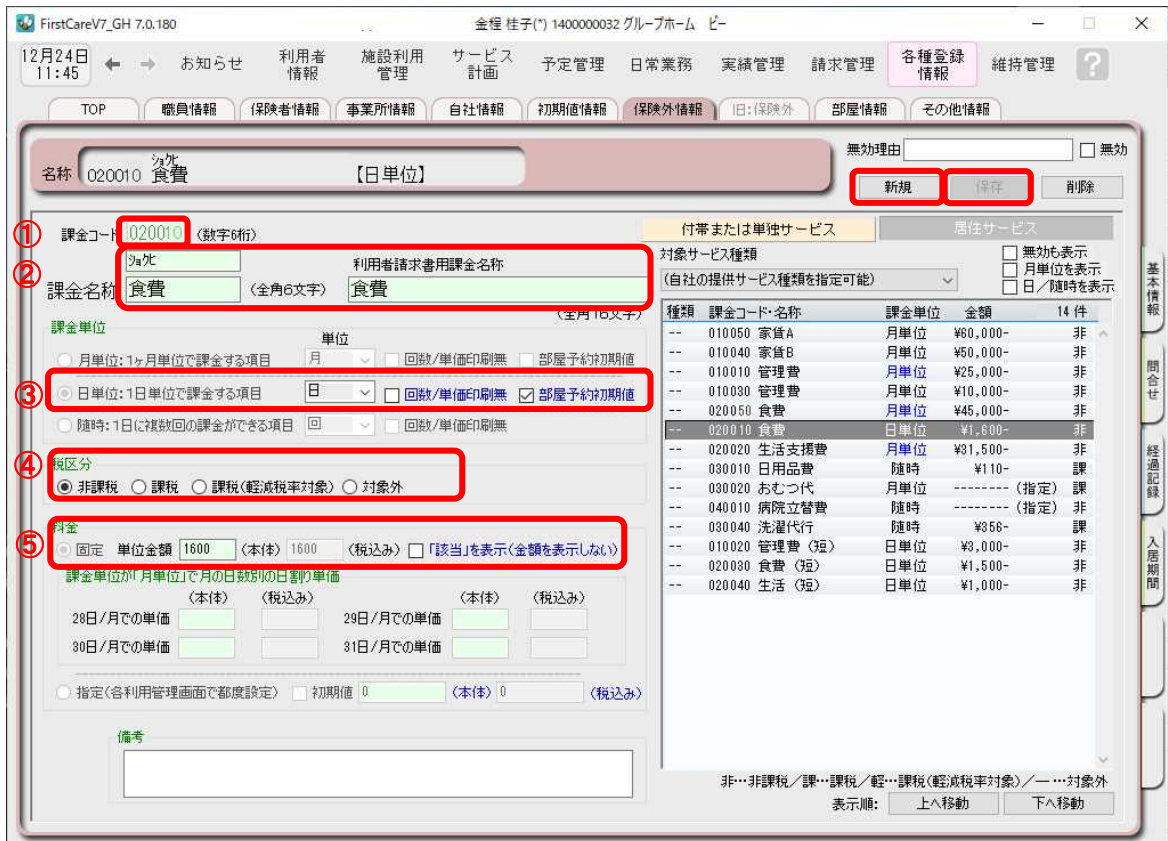 FirstCareV7_GH 7.0.180 金程 桂子(*) 1400000032 グループホーム ビー
12月24日
11:45
お知らせ 利用者情報 施設利用管理 サービス計画 予定管理 日常業務 実績管理 請求管理 各種登録情報 維持管理 ?
TOP 職員情報 保険者情報 事業所情報 自社情報 初期値情報 保険外情報 旧:保険外 部屋情報 その他情報
無効理由 無効
ｼｮｸﾋ
名称 020010 食費 【日単位】
新規 保存 削除
① 課金コード 020010 (数字6桁)
② ｼｮｸﾋ 利用者請求書用課金名称
課金名称 食費 (全角6文字) 食費
(全角16文字)
課金単位
単位
月単位:1ヶ月単位で課金する項目 月 回数/単価印刷無 部屋予約初期値
③ 日単位:1日単位で課金する項目 日 回数/単価印刷無 部屋予約初期値
随時:1日に複数回の課金ができる項目 回 回数/単価印刷無
④ 税区分
非課税 課税 課税(軽減税率対象) 対象外
料金
⑤ 固定 単位金額 1600 (本体) 1600 (税込み) 「該当」を表示(金額を表示しない)
課金単位が「月単位」で月の日数別の日割り単価
(本体) (税込み) (本体) (税込み)
28日/月での単価 29日/月での単価
30日/月での単価 31日/月での単価
指定(各利用管理画面で都度設定) 初期値 0 (本体) 0 (税込み)
備考
付帯または単独サービス 居住サービス
対象サービス種類
(自社の提供サービス種類を指定可能)
無効も表示
月単位を表示
日/随時を表示
種類 課金コード・名称 課金単位 金額 14 件
-- 010050 家賃A 月単位 ¥60,000- 非
-- 010040 家賃B 月単位 ¥50,000- 非
-- 010010 管理費 月単位 ¥25,000- 非
-- 010030 管理費 月単位 ¥10,000- 非
-- 020050 食費 月単位 ¥45,000- 非
-- 020010 食費 日単位 ¥1,600- 非
-- 020020 生活支援費 月単位 ¥31,500- 非
-- 030010 日用品費 随時 ¥110- 課
-- 030020 おむつ代 月単位 -------- (指定) 課
-- 040010 病院立替費 随時 -------- (指定) 非
-- 030040 洗濯代行 随時 ¥356- 課
-- 010020 管理費 (短) 日単位 ¥3,000- 非
-- 020030 食費 (短) 日単位 ¥1,500- 非
-- 020040 生活 (短) 日単位 ¥1,000- 非
非…非課税/課…課税/軽…課税(軽減税率対象)/―…対象外
表示順: 上へ移動 下へ移動
基本情報
問合せ
経過記録
入居期間